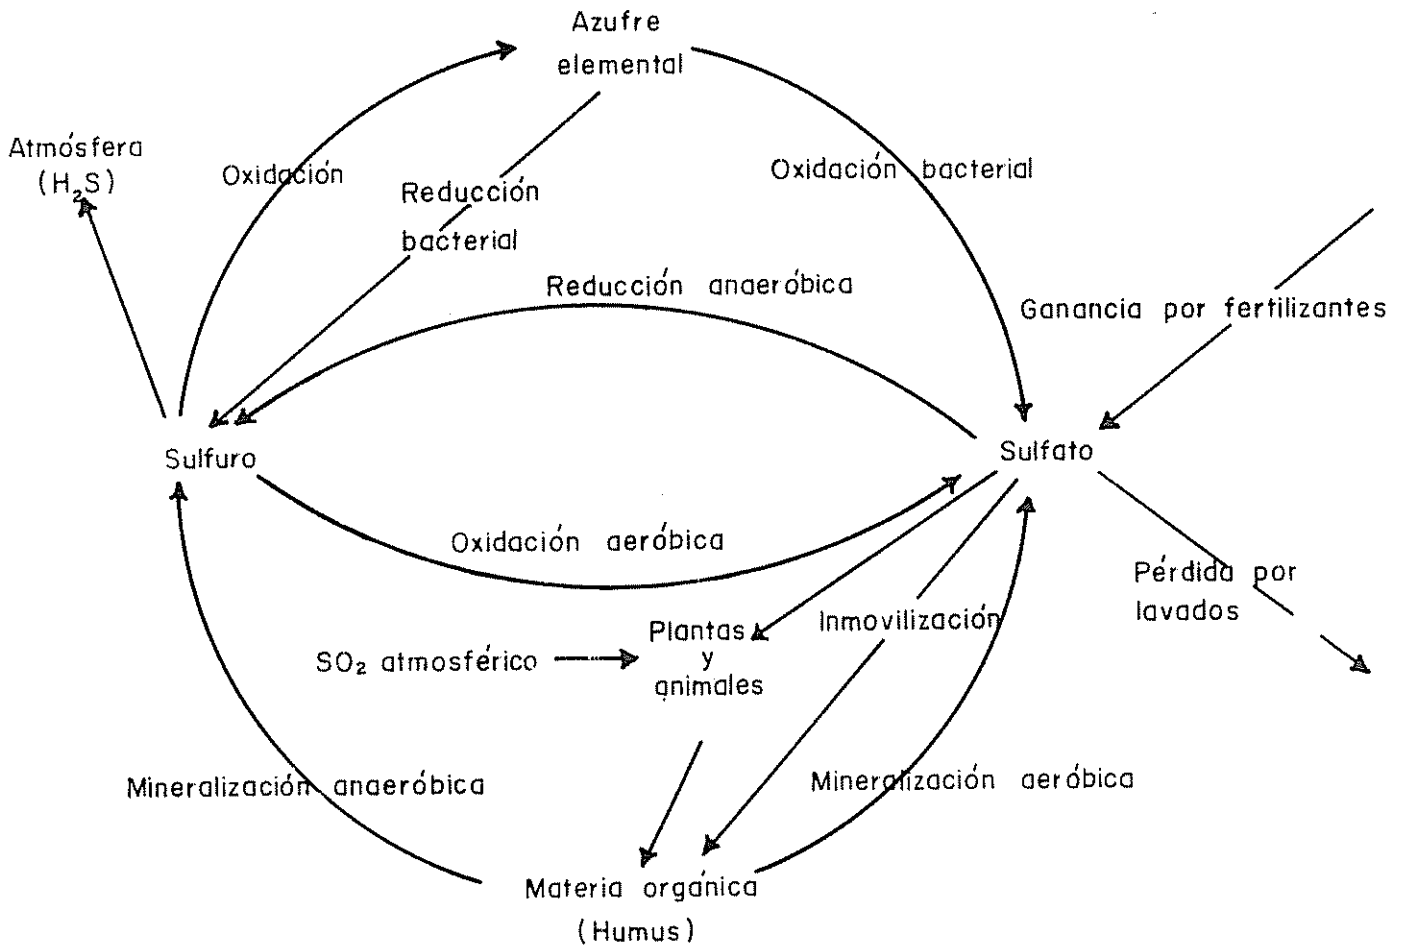 Azufre
elemental
Atmósfera
(H₂S)
Oxidación
Oxidación bacterial
Reducción
bacterial
Reducción anaeróbica
Ganancia por fertilizantes
Sulfuro
Sulfato
Oxidación aeróbica
Pérdida por
lavados
Plantas
y
animales
Inmovilización
SO₂ atmosférico
Mineralización anaeróbica
Mineralización aeróbica
Materia orgánica
(Humus)